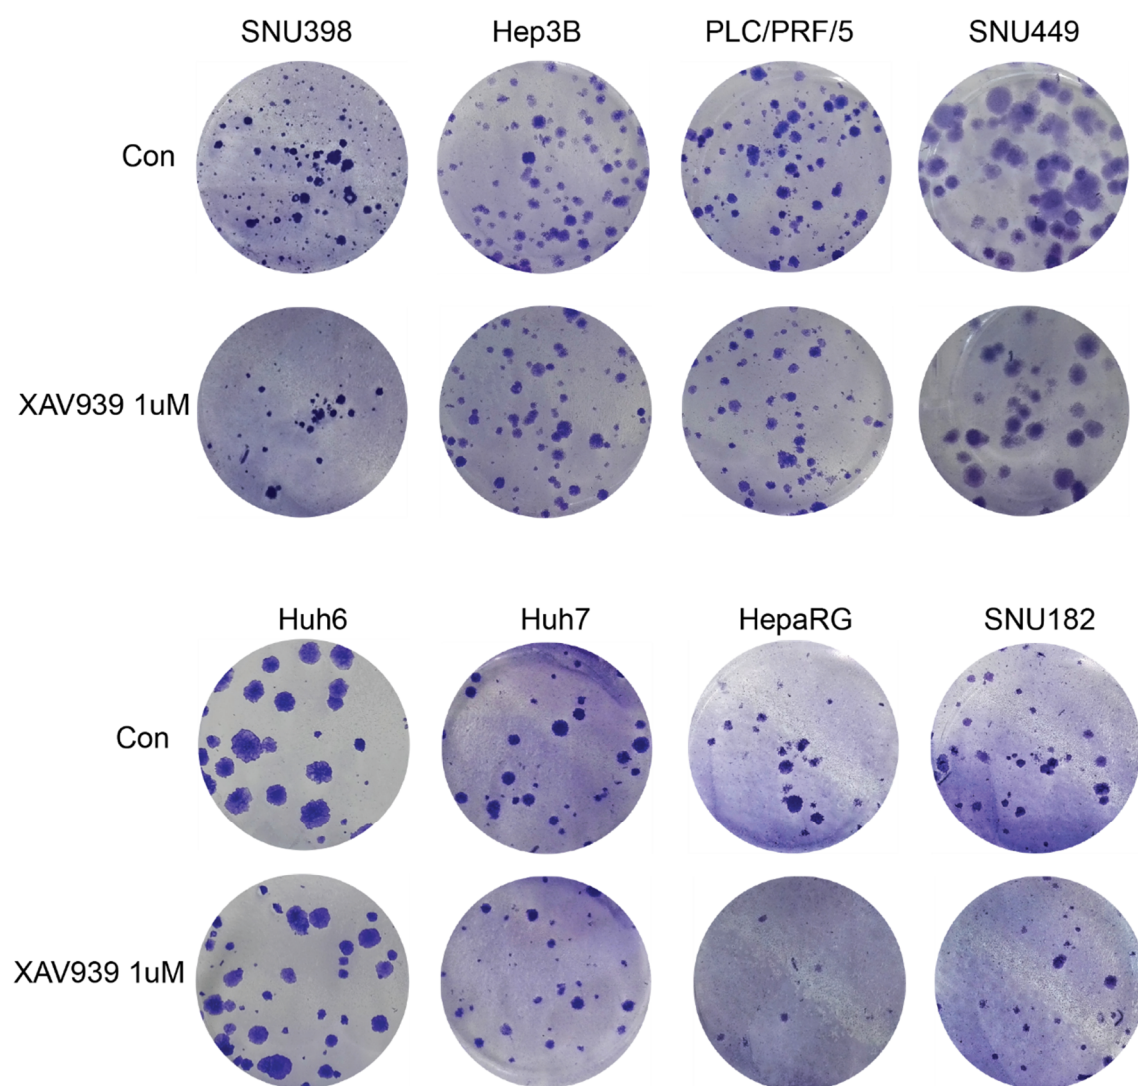 SNU398 Hep3B PLC/PRF/5 SNU449
Con
XAV939 1uM
Huh6 Huh7 HepaRG SNU182
Con
XAV939 1uM